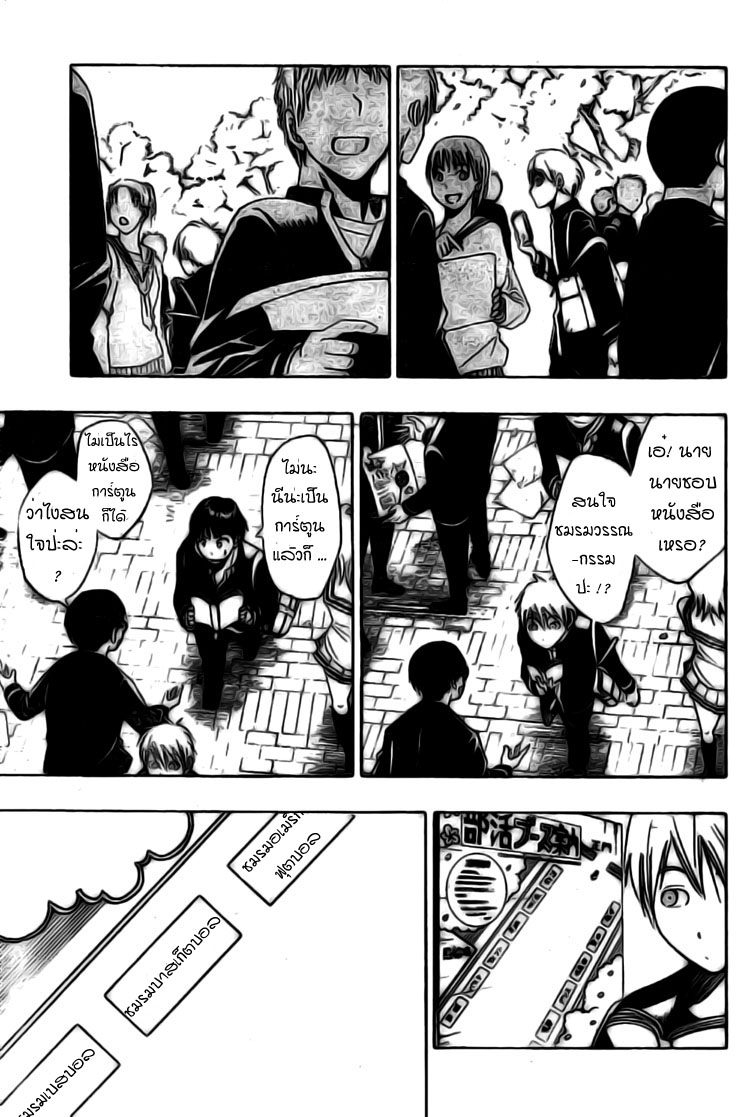 เอ๋! นาย
นายชอบ
หนังสือ
เหรอ?
สนใจ
ชมรมวรรณ
-กรรม
ปะ !?
ไม่นะ
นี่น่ะเป็น
การ์ตูน
แล้วก็ ...
ไม่เป็นไร
หนังสือ
การ์ตูน
ก็ได้
ว่าไงสน
ใจป่ะล่ะ
?
部活ブース案
ชมรมอเมริกั
ฟุตบอล
ชมรมบาสเก็ตบอล
ชมรมเบสบอล